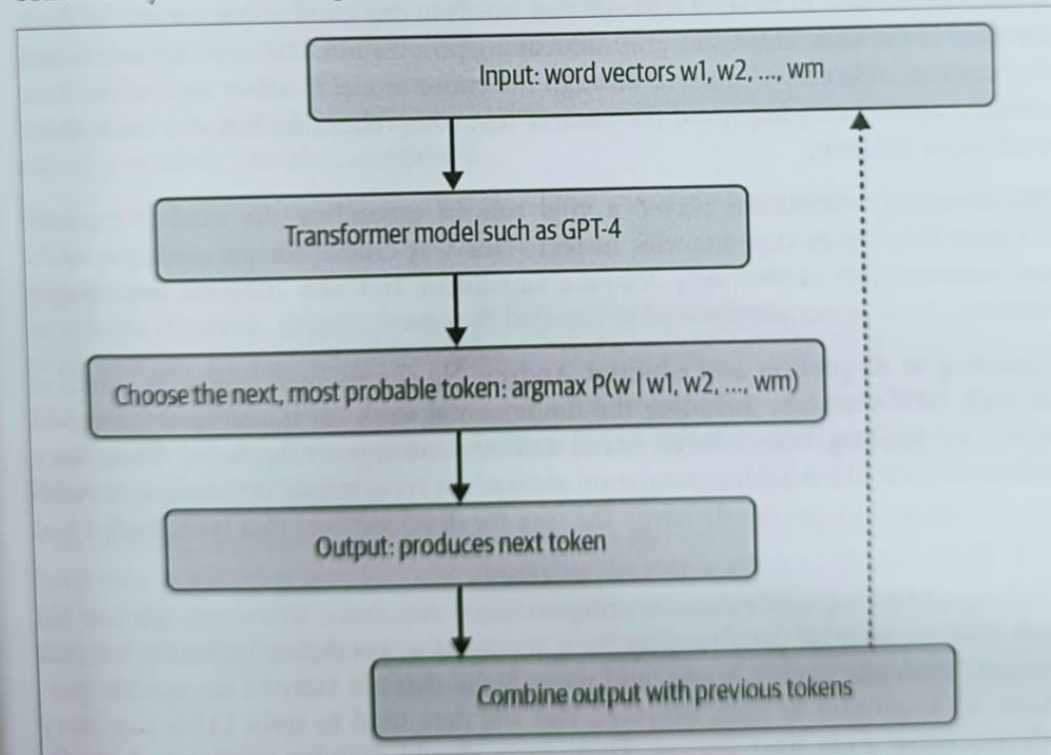 Input: word vectors w1, w2, ..., wm
Transformer model such as GPT-4
Choose the next, most probable token: argmax P(w | w1, w2, ..., wm)
Output: produces next token
Combine output with previous tokens